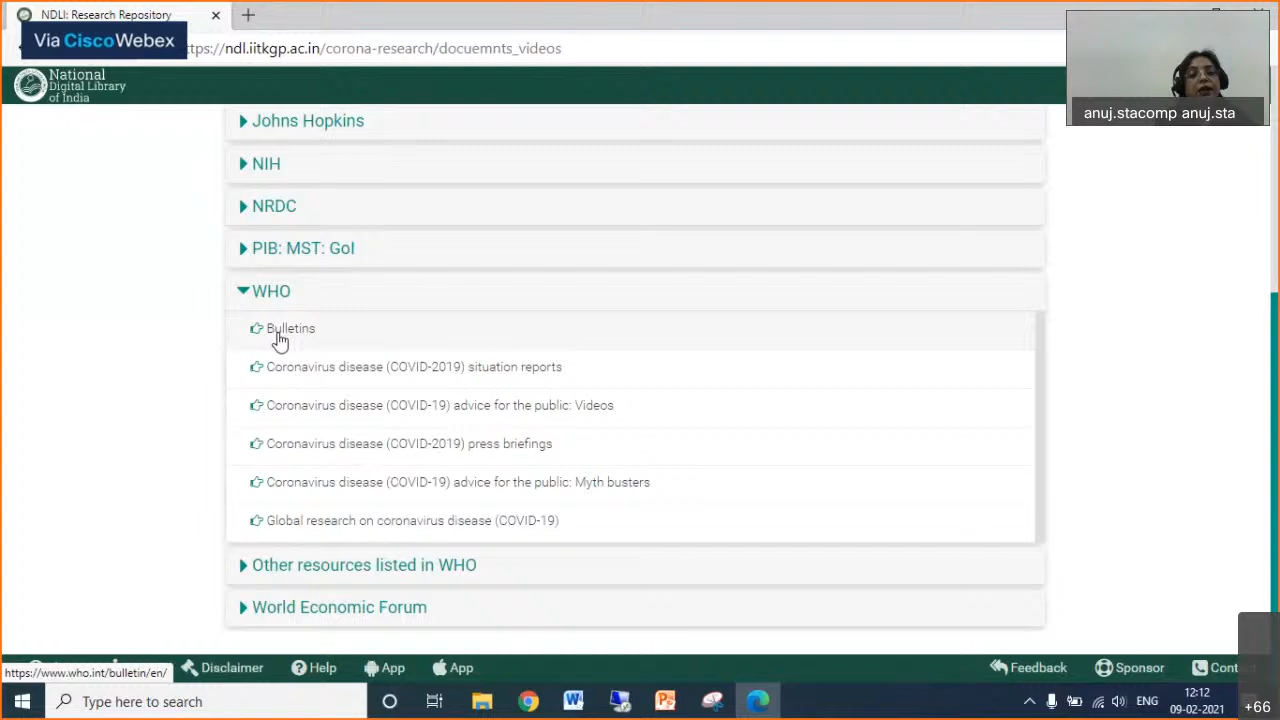 NDLI: Research Repository
Via Cisco Webex
ttps://ndl.iitkgp.ac.in/corona-research/docuemnts_videos
National
Digital Library
of India
anuj.stacomp anuj.sta
Johns Hopkins
NIH
NRDC
PIB: MST: GoI
WHO
Bulletins
Coronavirus disease (COVID-2019) situation reports
Coronavirus disease (COVID-19) advice for the public: Videos
Coronavirus disease (COVID-2019) press briefings
Coronavirus disease (COVID-19) advice for the public: Myth busters
Global research on coronavirus disease (COVID-19)
Other resources listed in WHO
World Economic Forum
Disclaimer Help App App Feedback Sponsor Cont
https://www.who.int/bulletin/en/
Type here to search
ENG
12:12
09-02-2021
+66